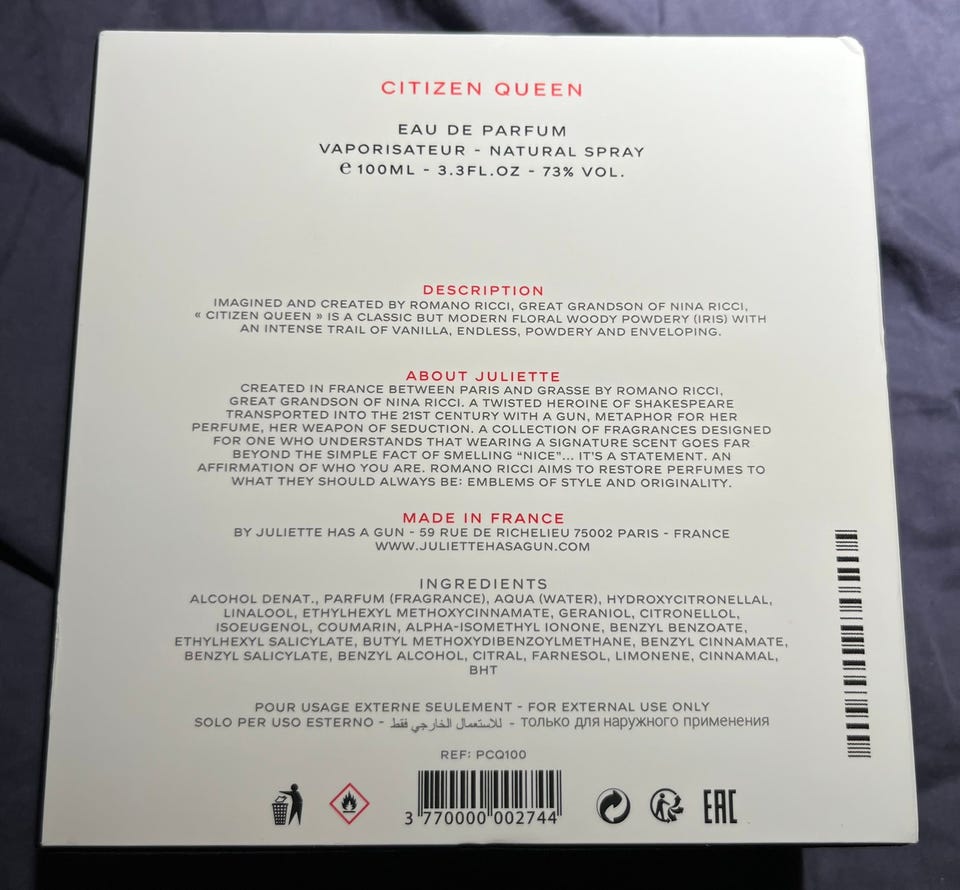 CITIZEN QUEEN
EAU DE PARFUM
VAPORISATEUR - NATURAL SPRAY
℮ 100ML - 3.3FL.OZ - 73% VOL.
DESCRIPTION
IMAGINED AND CREATED BY ROMANO RICCI, GREAT GRANDSON OF NINA RICCI,
« CITIZEN QUEEN » IS A CLASSIC BUT MODERN FLORAL WOODY POWDERY (IRIS) WITH
AN INTENSE TRAIL OF VANILLA, ENDLESS, POWDERY AND ENVELOPING.
ABOUT JULIETTE
CREATED IN FRANCE BETWEEN PARIS AND GRASSE BY ROMANO RICCI,
GREAT GRANDSON OF NINA RICCI. A TWISTED HEROINE OF SHAKESPEARE
TRANSPORTED INTO THE 21ST CENTURY WITH A GUN, METAPHOR FOR HER
PERFUME, HER WEAPON OF SEDUCTION. A COLLECTION OF FRAGRANCES DESIGNED
FOR ONE WHO UNDERSTANDS THAT WEARING A SIGNATURE SCENT GOES FAR
BEYOND THE SIMPLE FACT OF SMELLING “NICE”... IT'S A STATEMENT. AN
AFFIRMATION OF WHO YOU ARE. ROMANO RICCI AIMS TO RESTORE PERFUMES TO
WHAT THEY SHOULD ALWAYS BE: EMBLEMS OF STYLE AND ORIGINALITY.
MADE IN FRANCE
BY JULIETTE HAS A GUN - 59 RUE DE RICHELIEU 75002 PARIS - FRANCE
WWW.JULIETTEHASAGUN.COM
INGREDIENTS
ALCOHOL DENAT., PARFUM (FRAGRANCE), AQUA (WATER), HYDROXYCITRONELLAL,
LINALOOL, ETHYLHEXYL METHOXYCINNAMATE, GERANIOL, CITRONELLOL,
ISOEUGENOL, COUMARIN, ALPHA-ISOMETHYL IONONE, BENZYL BENZOATE,
ETHYLHEXYL SALICYLATE, BUTYL METHOXYDIBENZOYLMETHANE, BENZYL CINNAMATE,
BENZYL SALICYLATE, BENZYL ALCOHOL, CITRAL, FARNESOL, LIMONENE, CINNAMAL,
BHT
POUR USAGE EXTERNE SEULEMENT - FOR EXTERNAL USE ONLY
SOLO PER USO ESTERNO - للاستعمال الخارجي فقط - только для наружного применения
REF: PCQ100
3 770000 002744
EAC